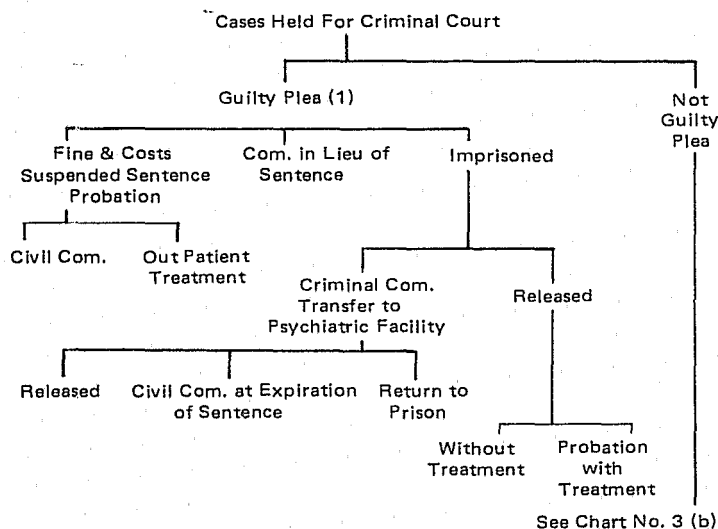 Cases Held For Criminal Court
Guilty Plea (1)
Not
Guilty
Plea
Fine & Costs
Suspended Sentence
Probation
Com. in Lieu of
Sentence
Imprisoned
Civil Com.
Out Patient
Treatment
Criminal Com.
Transfer to
Psychiatric Facility
Released
Released
Civil Com. at Expiration
of Sentence
Return to
Prison
Without
Treatment
Probation
with
Treatment
See Chart No. 3 (b)